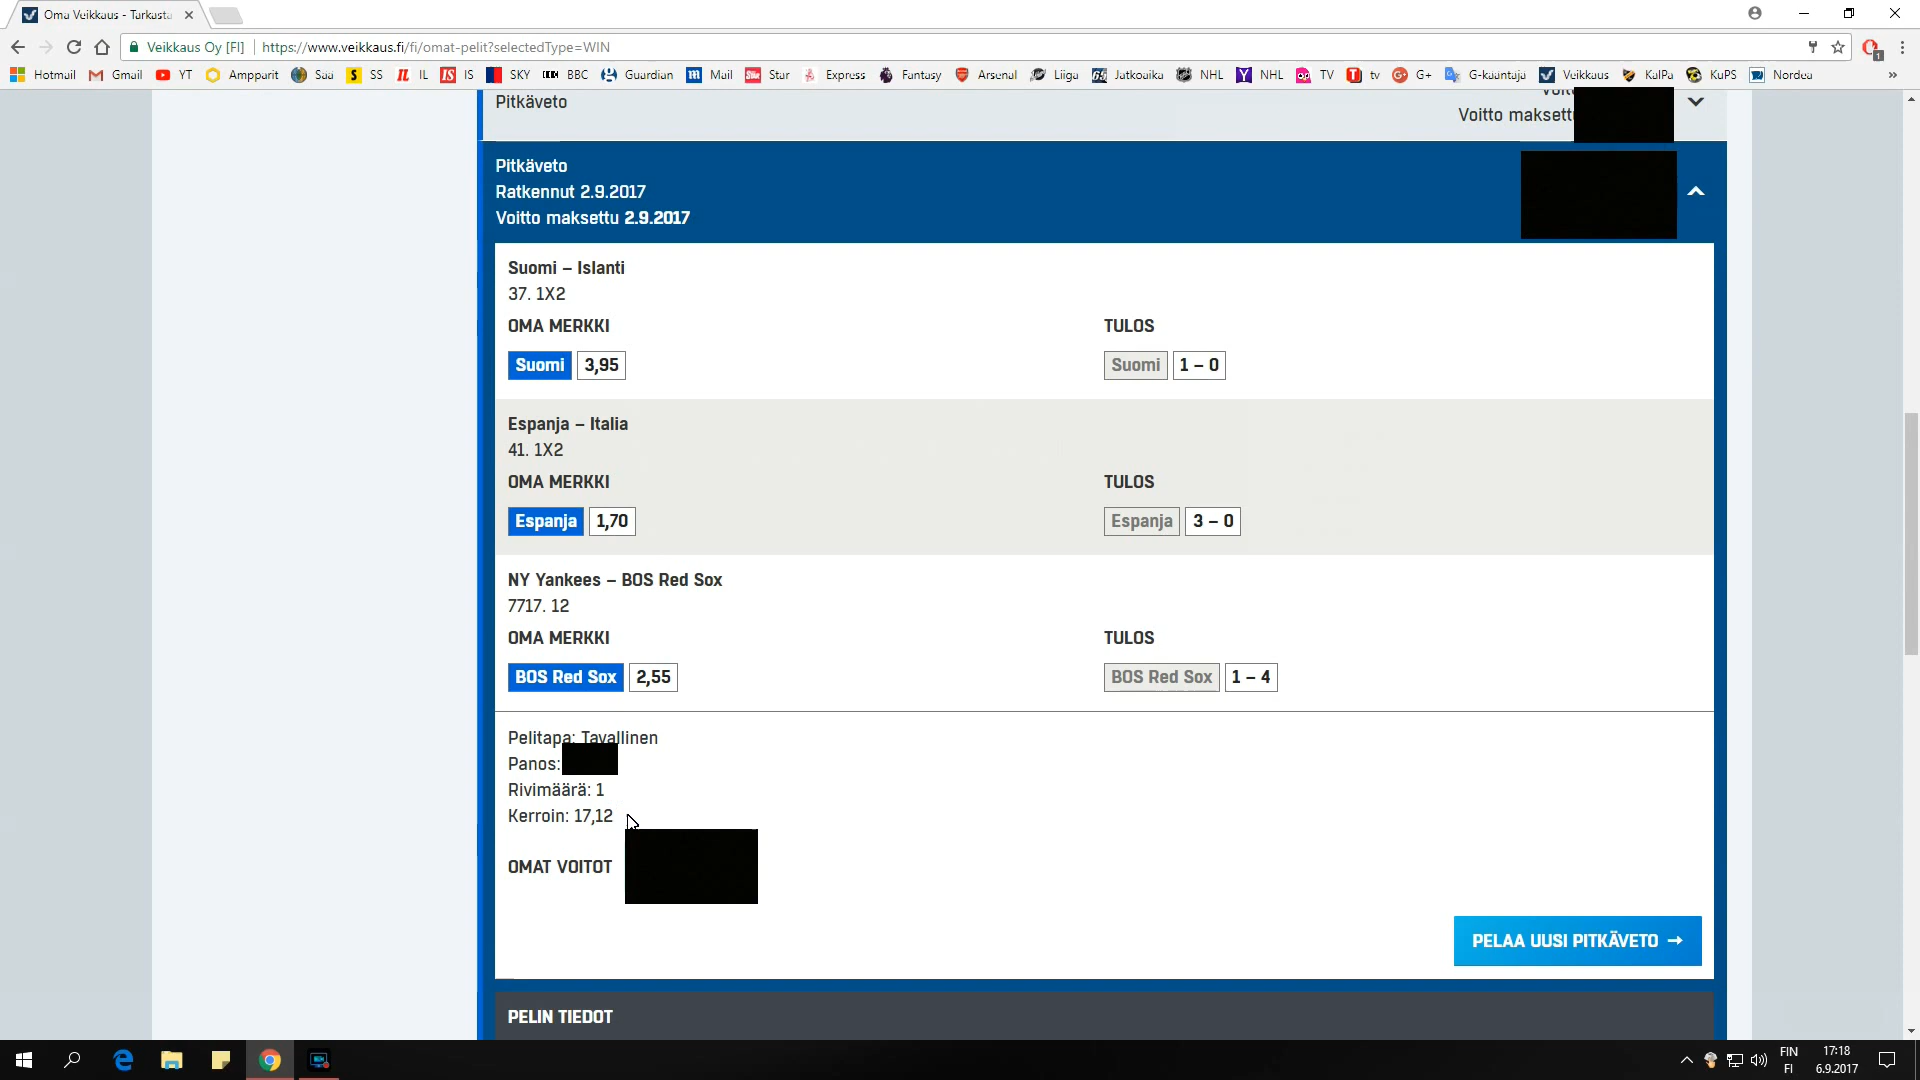 Oma Veikkaus - Tarkasta
Veikkaus Oy [FI] https://www.veikkaus.fi/fi/omat-pelit?selectedType=WIN
Hotmail Gmail YT Ampparit Sää SS IL IS SKY BBC Guardian Mail Star Express Fantasy Arsenal Liiga Jatkoaika NHL NHL TV tv G+ G-kääntäjä Veikkaus KalPa KuPS Nordea »
Pitkäveto
Voitto maksettu
Pitkäveto
Ratkennut 2.9.2017
Voitto maksettu 2.9.2017
Suomi – Islanti
37. 1X2
OMA MERKKI TULOS
Suomi 3,95 Suomi 1 – 0
Espanja – Italia
41. 1X2
OMA MERKKI TULOS
Espanja 1,70 Espanja 3 – 0
NY Yankees – BOS Red Sox
7717. 12
OMA MERKKI TULOS
BOS Red Sox 2,55 BOS Red Sox 1 – 4
Pelitapa: Tavallinen
Panos:
Rivimäärä: 1
Kerroin: 17,12
OMAT VOITOT
PELAA UUSI PITKÄVETO →
PELIN TIEDOT
FIN 17:18
FI 6.9.2017